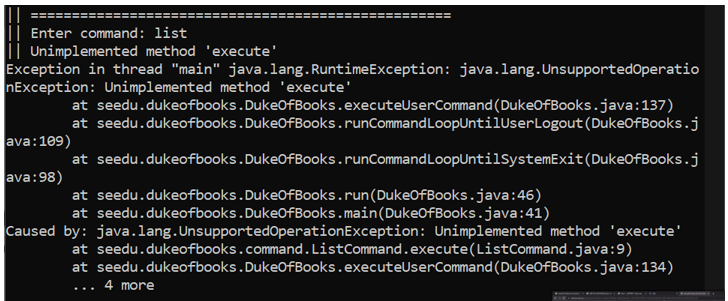 || ==================================================
|| Enter command: list
|| Unimplemented method 'execute'
Exception in thread "main" java.lang.RuntimeException: java.lang.UnsupportedOperatio
nException: Unimplemented method 'execute'
        at seedu.dukeofbooks.DukeOfBooks.executeUserCommand(DukeOfBooks.java:137)
        at seedu.dukeofbooks.DukeOfBooks.runCommandLoopUntilUserLogout(DukeOfBooks.j
ava:109)
        at seedu.dukeofbooks.DukeOfBooks.runCommandLoopUntilSystemExit(DukeOfBooks.j
ava:98)
        at seedu.dukeofbooks.DukeOfBooks.run(DukeOfBooks.java:46)
        at seedu.dukeofbooks.DukeOfBooks.main(DukeOfBooks.java:41)
Caused by: java.lang.UnsupportedOperationException: Unimplemented method 'execute'
        at seedu.dukeofbooks.command.ListCommand.execute(ListCommand.java:9)
        at seedu.dukeofbooks.DukeOfBooks.executeUserCommand(DukeOfBooks.java:134)
        ... 4 more